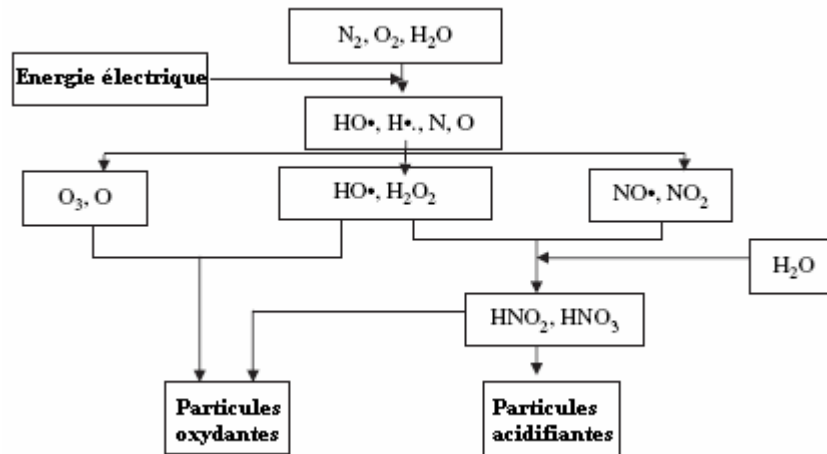 N₂, O₂, H₂O
Energie électrique
HO•, H•., N, O
O₃, O
HO•, H₂O₂
NO•, NO₂
H₂O
HNO₂, HNO₃
Particules
oxydantes
Particules
acidifiantes